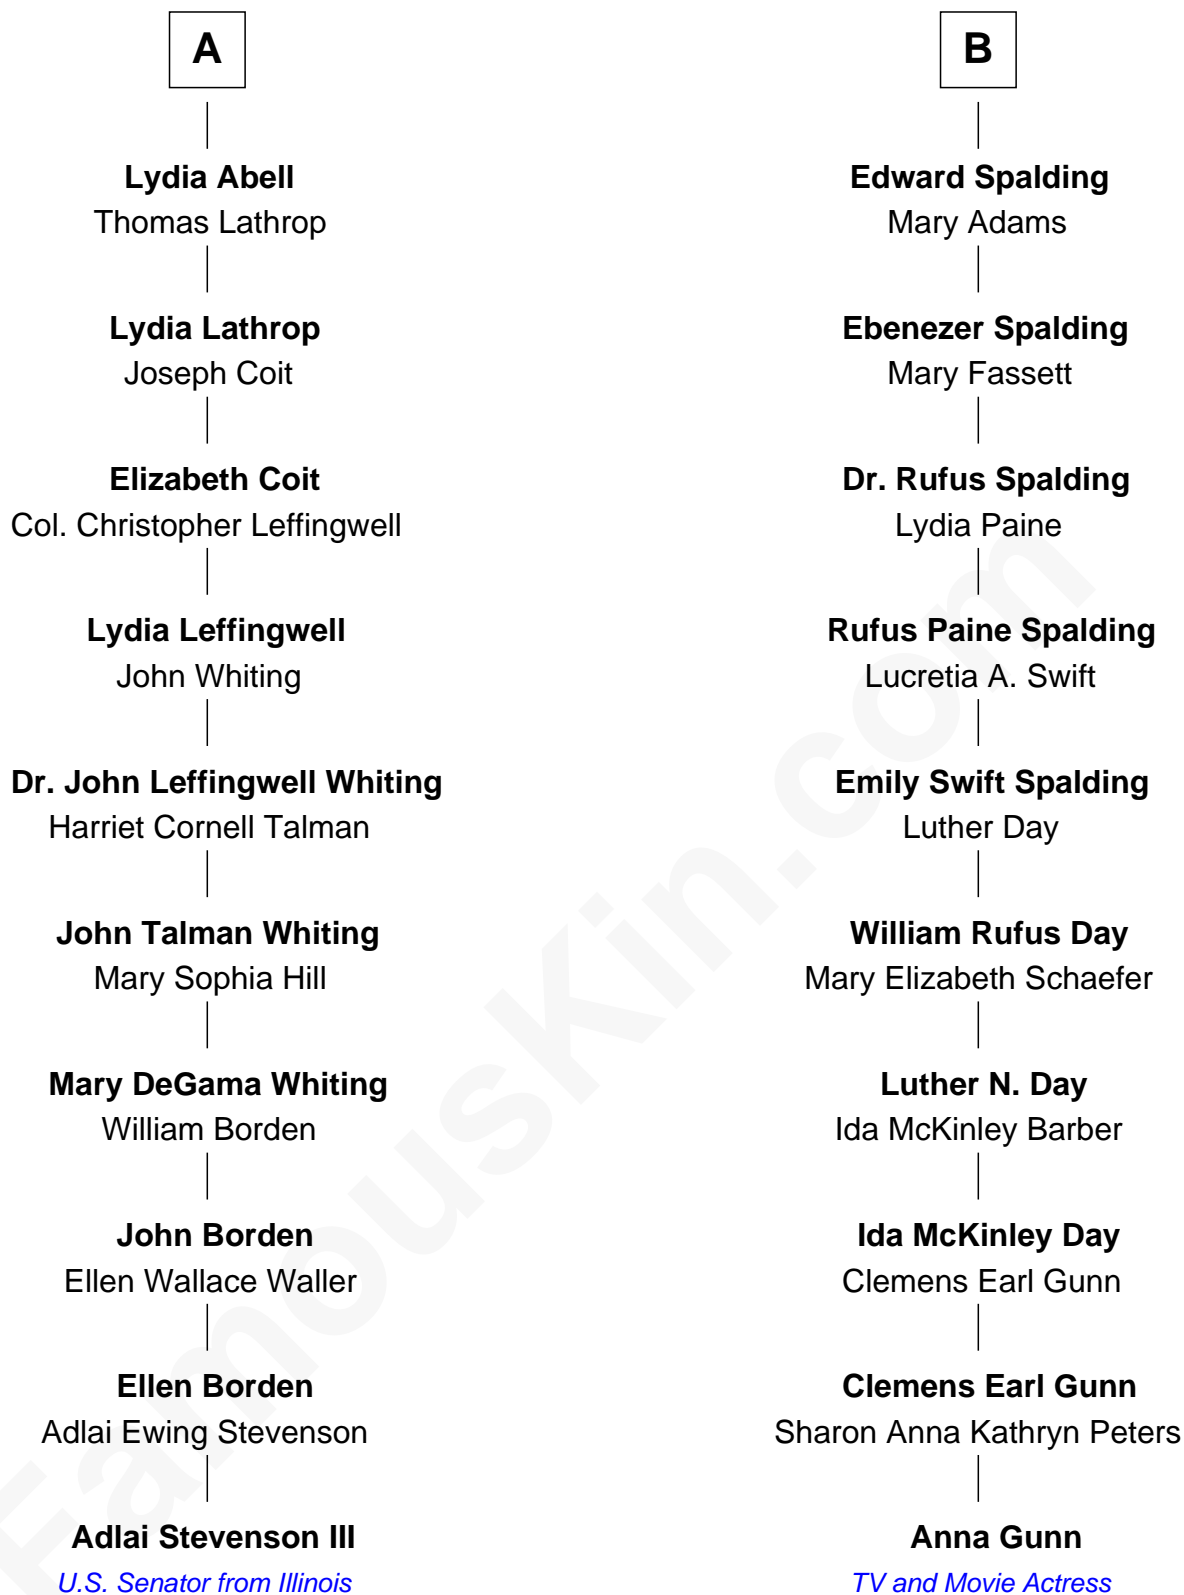 A
Lydia Abell
Thomas Lathrop
Lydia Lathrop
Joseph Coit
Elizabeth Coit
Col. Christopher Leffingwell
Lydia Leffingwell
John Whiting
Dr. John Leffingwell Whiting
Harriet Cornell Talman
John Talman Whiting
Mary Sophia Hill
Mary DeGama Whiting
William Borden
John Borden
Ellen Wallace Waller
Ellen Borden
Adlai Ewing Stevenson
Adlai Stevenson III
U.S. Senator from Illinois
B
Edward Spalding
Mary Adams
Ebenezer Spalding
Mary Fassett
Dr. Rufus Spalding
Lydia Paine
Rufus Paine Spalding
Lucretia A. Swift
Emily Swift Spalding
Luther Day
William Rufus Day
Mary Elizabeth Schaefer
Luther N. Day
Ida McKinley Barber
Ida McKinley Day
Clemens Earl Gunn
Clemens Earl Gunn
Sharon Anna Kathryn Peters
Anna Gunn
TV and Movie Actress
FamousKin.com